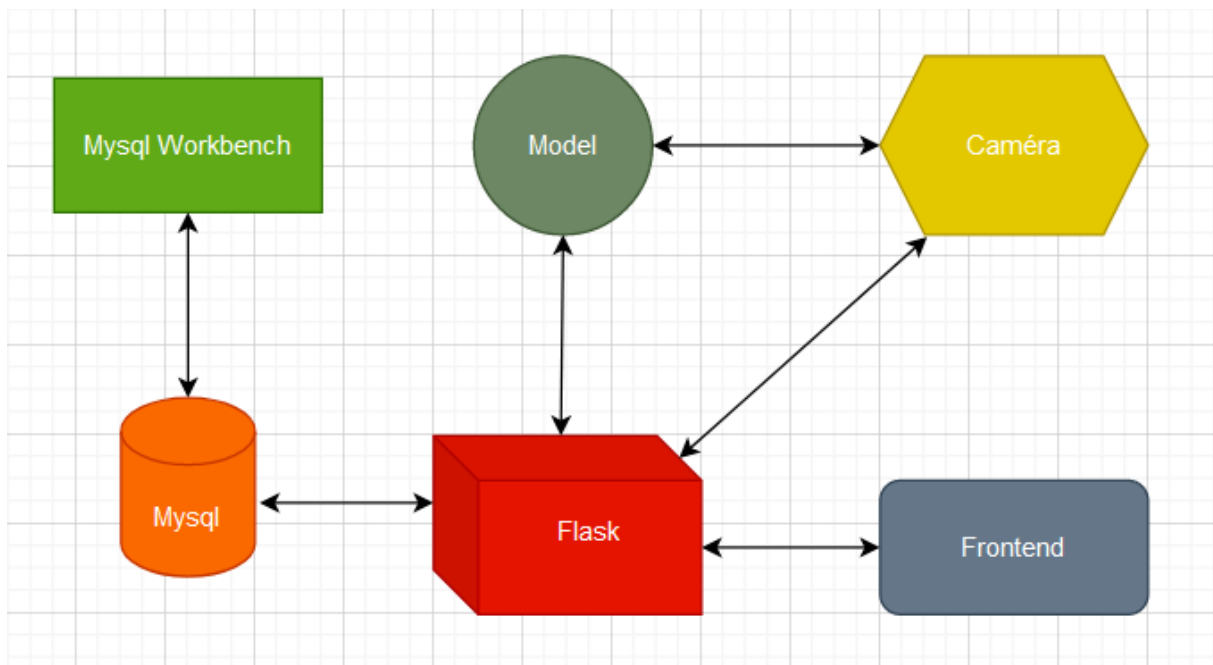 Mysql Workbench
Model
Caméra
Mysql
Flask
Frontend